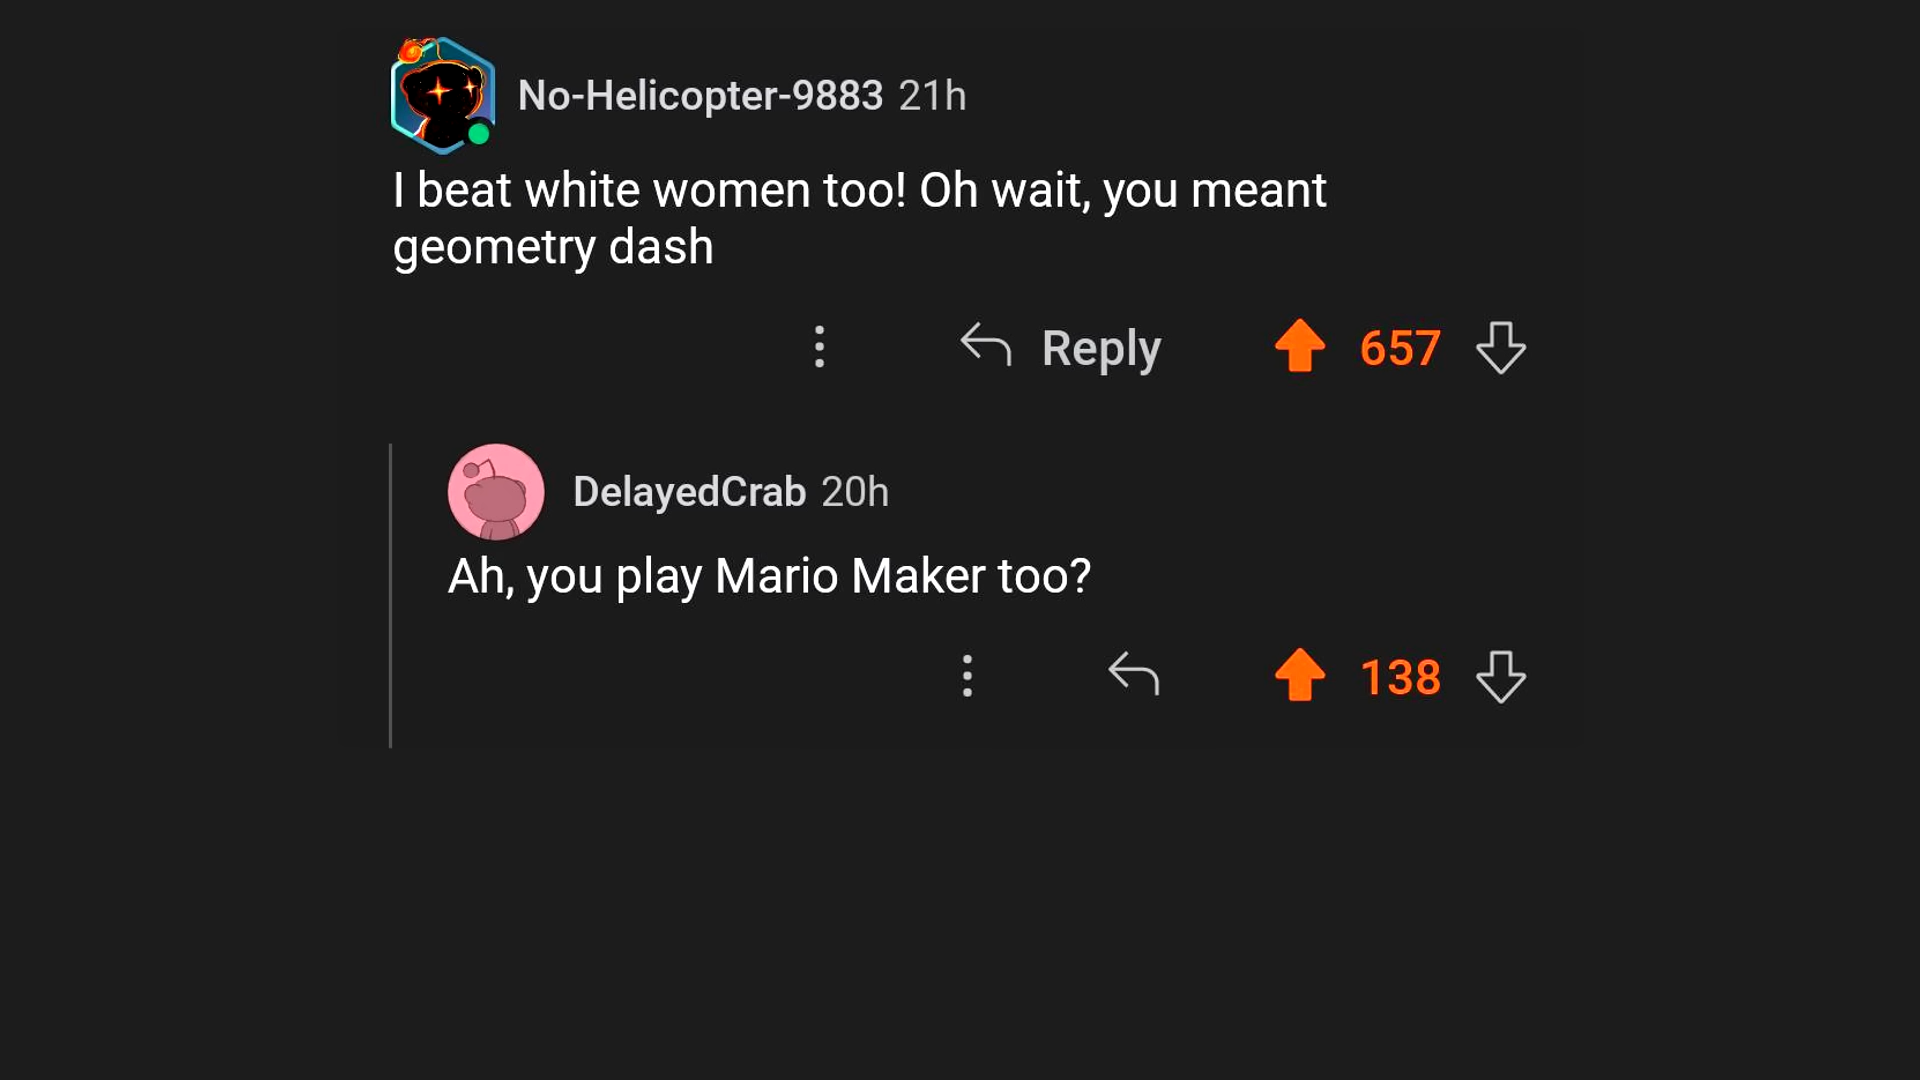 No-Helicopter-9883 21h
I beat white women too! Oh wait, you meant
geometry dash
Reply 657
DelayedCrab 20h
Ah, you play Mario Maker too?
138